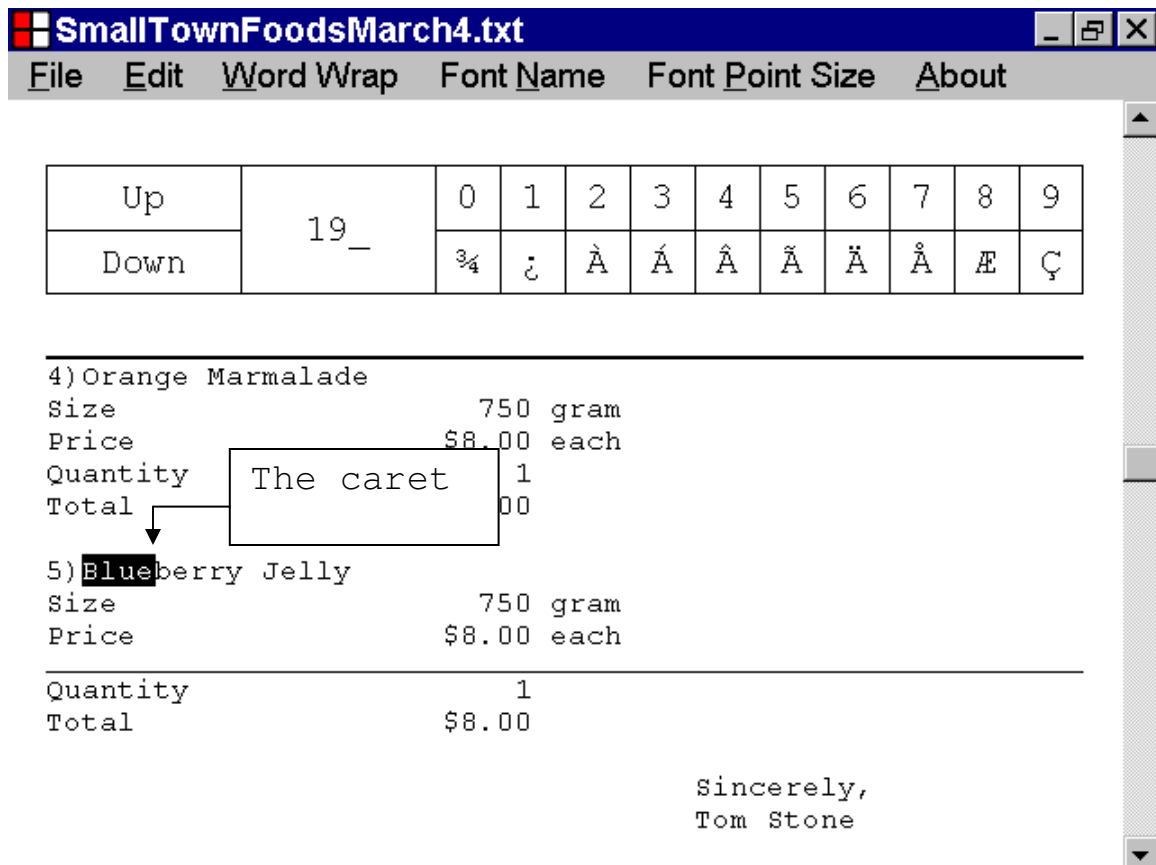 SmallTownFoodsMarch4.txt
File Edit Word Wrap Font Name Font Point Size About
Up 19_ 0 1 2 3 4 5 6 7 8 9
Down ¾ ¿ À Á Â Ã Ä Å Æ Ç
4)Orange Marmalade
Size 750 gram
Price $8.00 each
Quantity 1
The caret
Total 00
5)Blueberry Jelly
Size 750 gram
Price $8.00 each
Quantity 1
Total $8.00
Sincerely,
Tom Stone